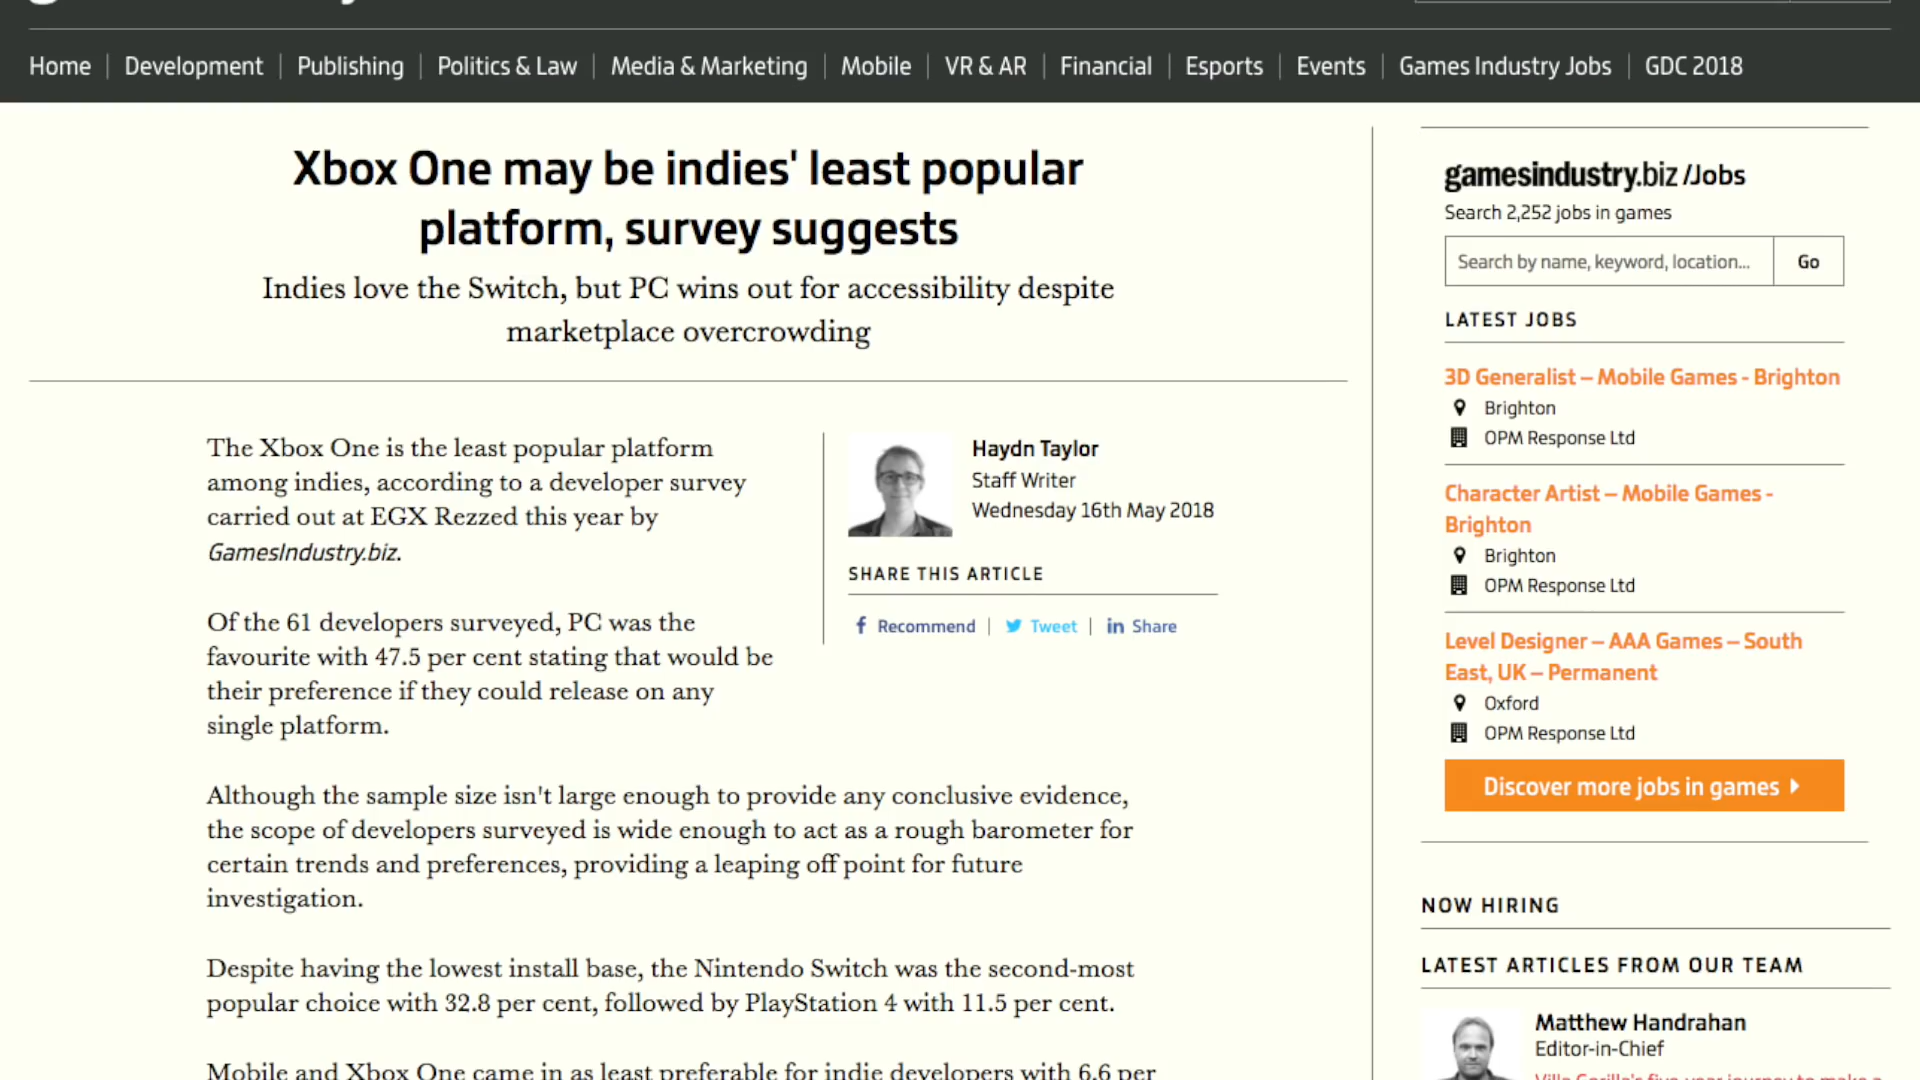 Home
Development
Publishing
Politics & Law
Media & Marketing
Mobile
VR & AR
Financial
Esports
Events
Games Industry Jobs
GDC 2018
Xbox One may be indies' least popular
platform, survey suggests
Indies love the Switch, but PC wins out for accessibility despite
marketplace overcrowding
The Xbox One is the least popular platform
among indies, according to a developer survey
carried out at EGX Rezzed this year by
GamesIndustry.biz.
Of the 61 developers surveyed, PC was the
favourite with 47.5 per cent stating that would be
their preference if they could release on any
single platform.
Haydn Taylor
Staff Writer
Wednesday 16th May 2018
SHARE THIS ARTICLE
Recommend
Tweet
Share
Although the sample size isn't large enough to provide any conclusive evidence,
the scope of developers surveyed is wide enough to act as a rough barometer for
certain trends and preferences, providing a leaping off point for future
investigation.
Despite having the lowest install base, the Nintendo Switch was the second-most
popular choice with 32.8 per cent, followed by PlayStation 4 with 11.5 per cent.
Mobile and Xbox One came in as least preferable for indie developers with 6.6 per
gamesindustry.biz /Jobs
Search 2,252 jobs in games
Search by name, keyword, location...
Go
LATEST JOBS
3D Generalist – Mobile Games - Brighton
Brighton
OPM Response Ltd
Character Artist – Mobile Games -
Brighton
Brighton
OPM Response Ltd
Level Designer – AAA Games – South
East, UK – Permanent
Oxford
OPM Response Ltd
Discover more jobs in games
NOW HIRING
LATEST ARTICLES FROM OUR TEAM
Matthew Handrahan
Editor-in-Chief
Villa Gorilla's five-year journey to make a